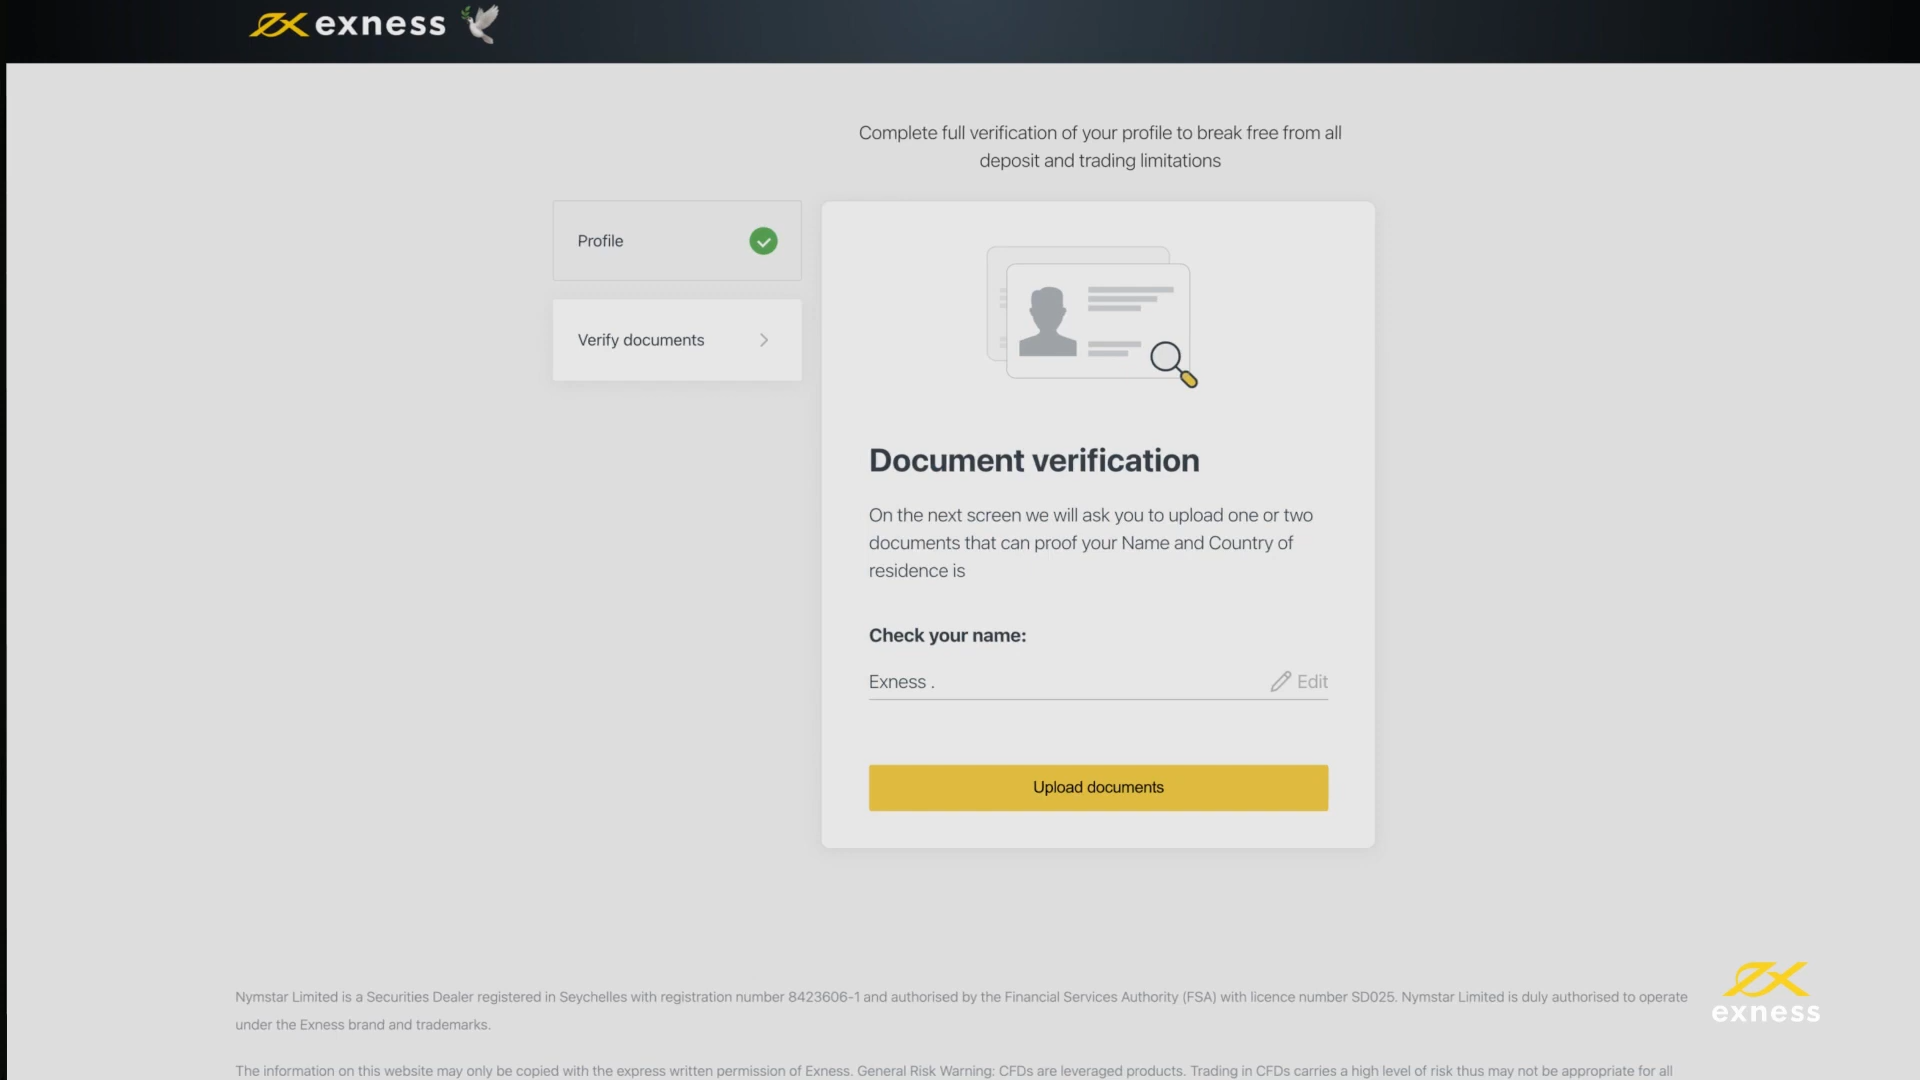 exness
Complete full verification of your profile to break free from all
deposit and trading limitations
Profile
Verify documents
Document verification
On the next screen we will ask you to upload one or two
documents that can proof your Name and Country of
residence is
Check your name:
Exness .
Edit
Upload documents
Nymstar Limited is a Securities Dealer registered in Seychelles with registration number 8423606-1 and authorised by the Financial Services Authority (FSA) with licence number SD025. Nymstar Limited is duly authorised to operate
under the Exness brand and trademarks.
exness
The information on this website may only be copied with the express written permission of Exness. General Risk Warning: CFDs are leveraged products. Trading in CFDs carries a high level of risk thus may not be appropriate for all